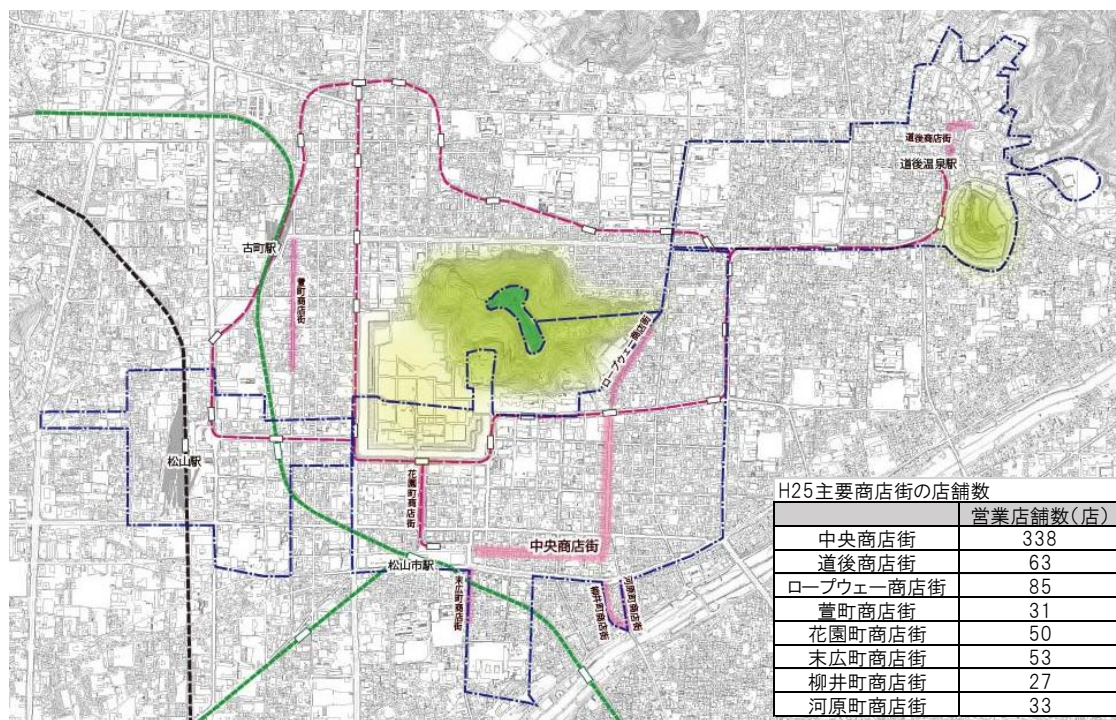 道後商店街
道後温泉駅
古町駅
萱町商店街
ロープウェー商店街
松山駅
花園町商店街
中央商店街
松山市駅
末広町商店街
柳井町商店街
河原町商店街
H25主要商店街の店舗数
営業店舗数(店)
中央商店街 338
道後商店街 63
ロープウェー商店街 85
萱町商店街 31
花園町商店街 50
末広町商店街 53
柳井町商店街 27
河原町商店街 33